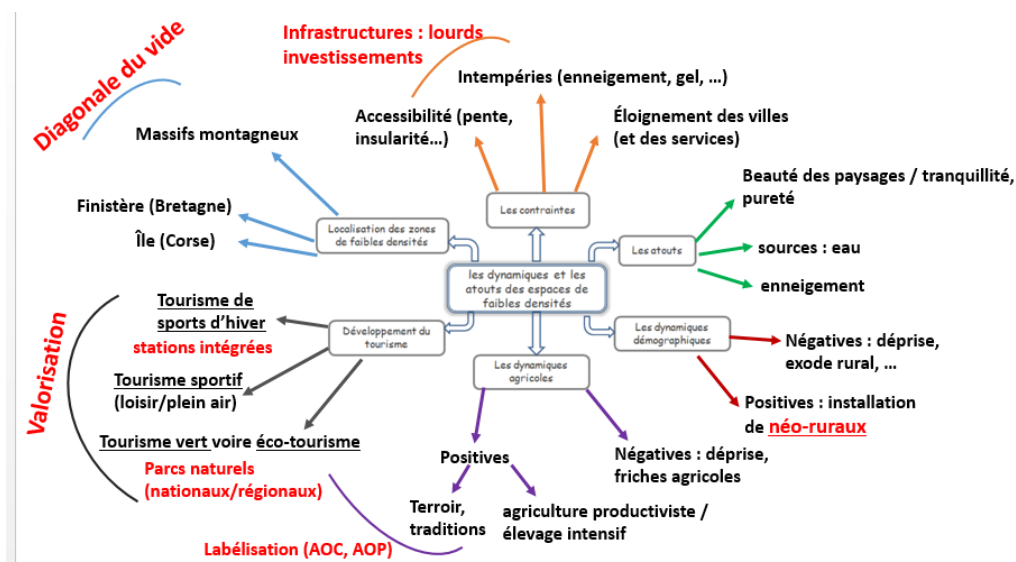 Diagonale du vide
Infrastructures : lourds
investissements
Intempéries (enneigement, gel, …)
Accessibilité (pente,
insularité…)
Éloignement des villes
(et des services)
Massifs montagneux
Finistère (Bretagne)
Île (Corse)
Localisation des zones
de faibles densités
Les contraintes
Les atouts
Beauté des paysages / tranquillité,
pureté
sources : eau
enneigement
les dynamiques et les
atouts des espaces de
faibles densités
Valorisation
Tourisme de
sports d’hiver
stations intégrées
Tourisme sportif
(loisir/plein air)
Tourisme vert voire éco-tourisme
Parcs naturels
(nationaux/régionaux)
Développement du
tourisme
Les dynamiques
agricoles
Les dynamiques
démographiques
Négatives : déprise,
exode rural, …
Positives : installation
de néo-ruraux
Positives
Négatives : déprise,
friches agricoles
Terroir,
traditions
agriculture productiviste /
élevage intensif
Labélisation (AOC, AOP)